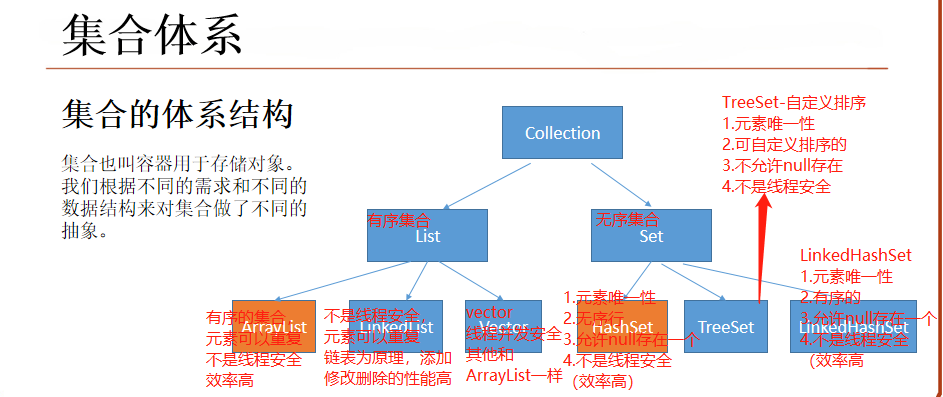 集合体系
集合的体系结构
集合也叫容器用于存储对象。
我们根据不同的需求和不同的
数据结构来对集合做了不同的
抽象。
Collection
有序集合
List
无序集合
Set
TreeSet-自定义排序
1.元素唯一性
2.可自定义排序的
3.不允许null存在
4.不是线程安全
ArrayList
有序的集合
元素可以重复
不是线程安全
效率高
LinkedList
不是线程安全
元素可以重复
链表为原理，添加
修改删除的性能高
Vector
vector
线程并发安全
其他和
ArrayList一样
HashSet
1.元素唯一性
2.无序行
3.允许null存在一个
4.不是线程安全
（效率高）
TreeSet
LinkedHashSet
LinkedHashSet
1.元素唯一性
2.有序的
3.允许null存在一个
4.不是线程安全
（效率高